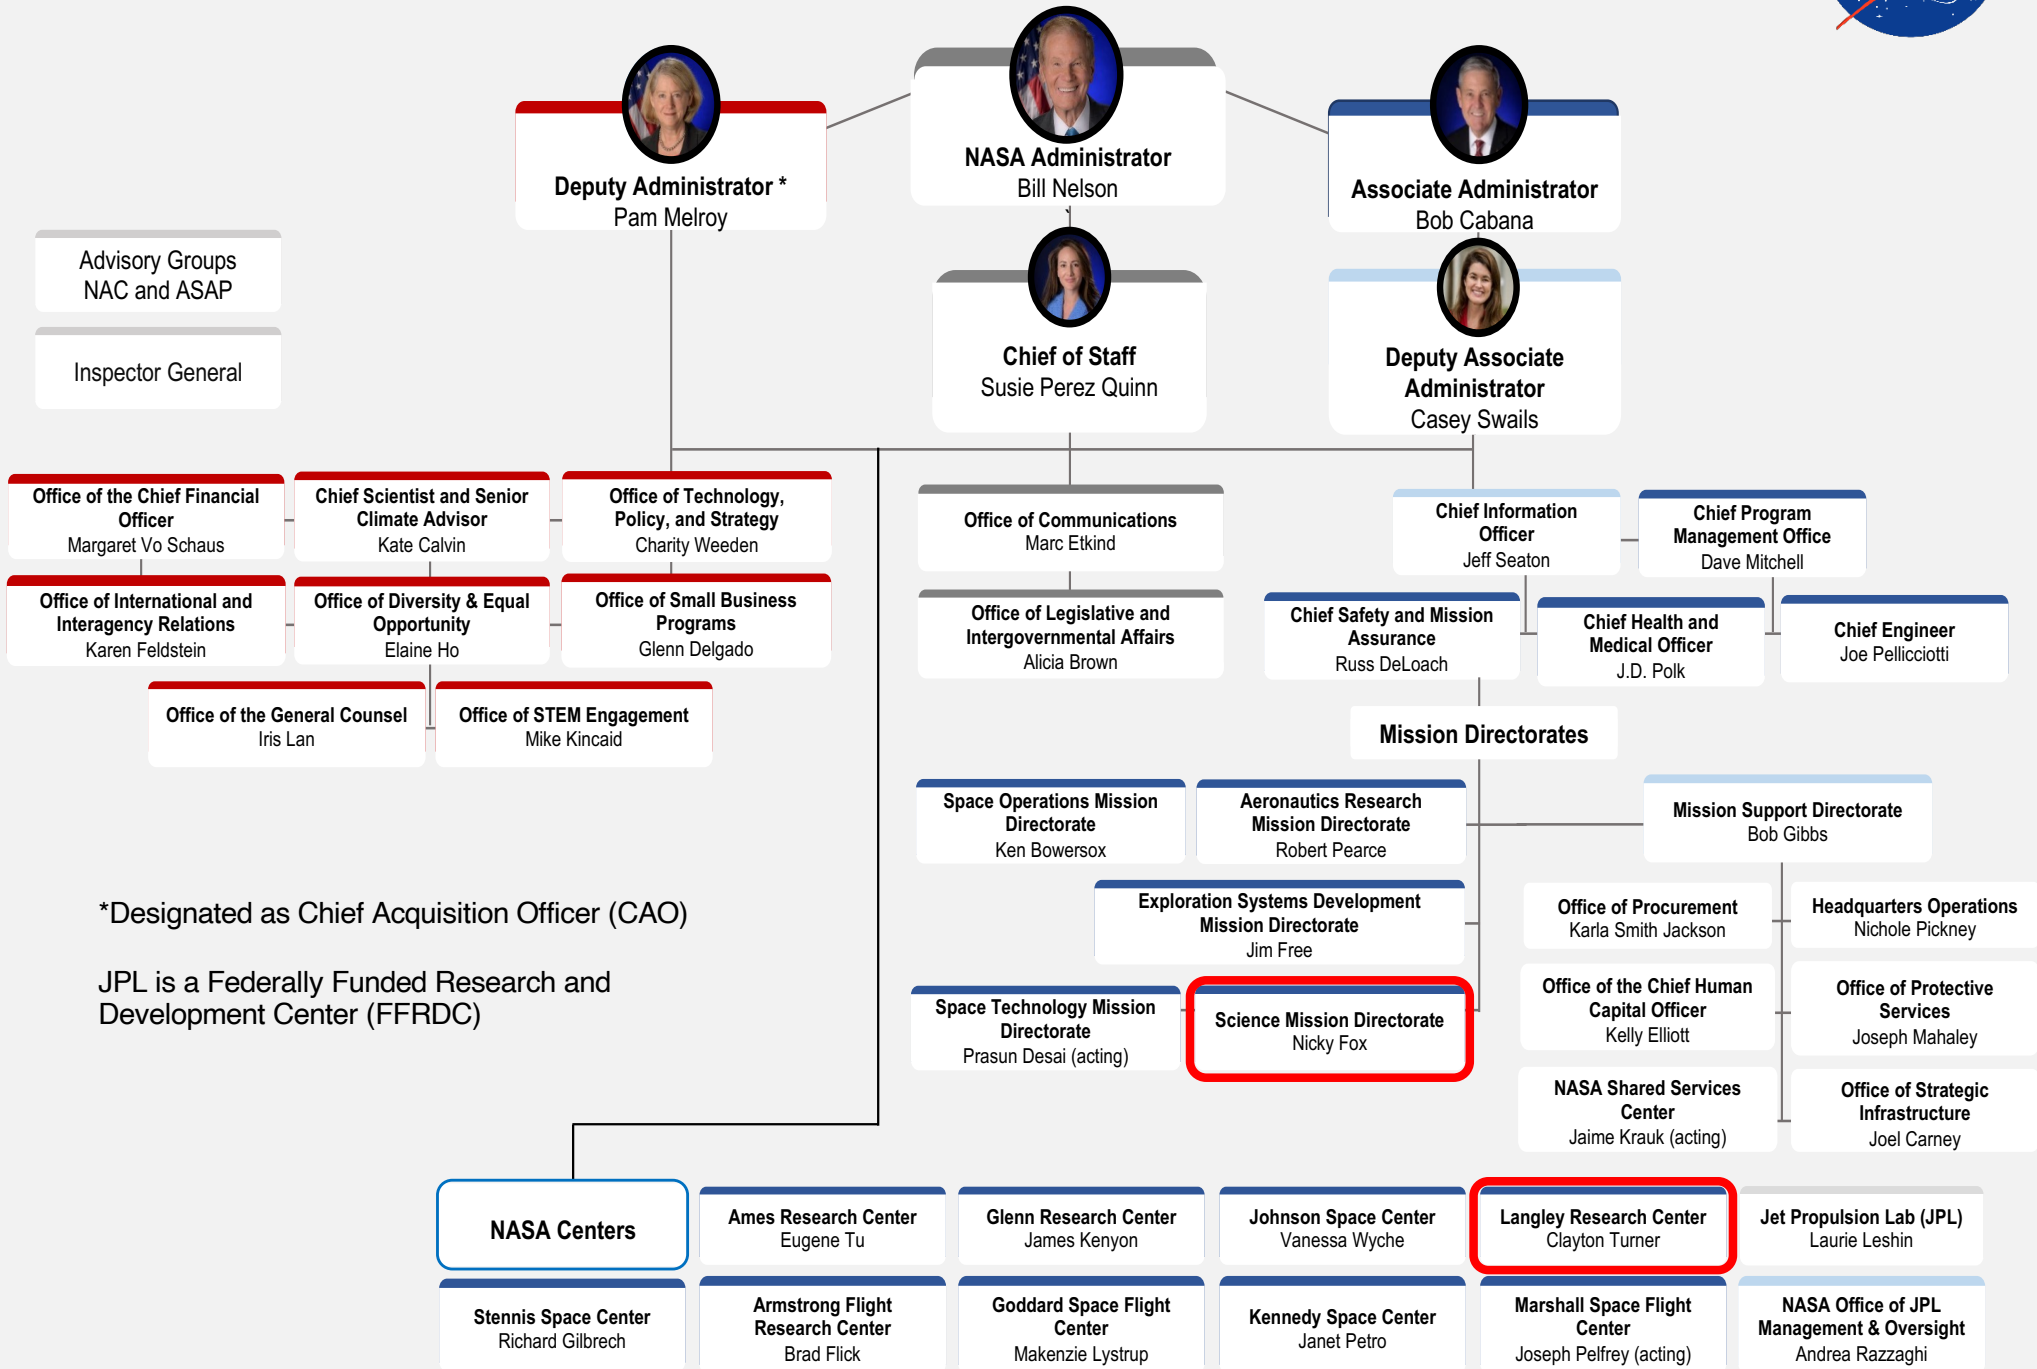 NASA Administrator
Bill Nelson
Deputy Administrator *
Pam Melroy
Associate Administrator
Bob Cabana
Advisory Groups
NAC and ASAP
Inspector General
Chief of Staff
Susie Perez Quinn
Deputy Associate
Administrator
Casey Swails
Office of the Chief Financial
Officer
Margaret Vo Schaus
Chief Scientist and Senior
Climate Advisor
Kate Calvin
Office of Technology,
Policy, and Strategy
Charity Weeden
Office of International and
Interagency Relations
Karen Feldstein
Office of Diversity & Equal
Opportunity
Elaine Ho
Office of Small Business
Programs
Glenn Delgado
Office of the General Counsel
Iris Lan
Office of STEM Engagement
Mike Kincaid
Office of Communications
Marc Etkind
Office of Legislative and
Intergovernmental Affairs
Alicia Brown
Chief Information
Officer
Jeff Seaton
Chief Program
Management Office
Dave Mitchell
Chief Safety and Mission
Assurance
Russ DeLoach
Chief Health and
Medical Officer
J.D. Polk
Chief Engineer
Joe Pellicciotti
Mission Directorates
Space Operations Mission
Directorate
Ken Bowersox
Aeronautics Research
Mission Directorate
Robert Pearce
Mission Support Directorate
Bob Gibbs
Exploration Systems Development
Mission Directorate
Jim Free
Space Technology Mission
Directorate
Prasun Desai (acting)
Science Mission Directorate
Nicky Fox
Office of Procurement
Karla Smith Jackson
Headquarters Operations
Nichole Pickney
Office of the Chief Human
Capital Officer
Kelly Elliott
Office of Protective
Services
Joseph Mahaley
NASA Shared Services
Center
Jaime Krauk (acting)
Office of Strategic
Infrastructure
Joel Carney
*Designated as Chief Acquisition Officer (CAO)
JPL is a Federally Funded Research and
Development Center (FFRDC)
NASA Centers
Ames Research Center
Eugene Tu
Glenn Research Center
James Kenyon
Johnson Space Center
Vanessa Wyche
Langley Research Center
Clayton Turner
Jet Propulsion Lab (JPL)
Laurie Leshin
Stennis Space Center
Richard Gilbrech
Armstrong Flight
Research Center
Brad Flick
Goddard Space Flight
Center
Makenzie Lystrup
Kennedy Space Center
Janet Petro
Marshall Space Flight
Center
Joseph Pelfrey (acting)
NASA Office of JPL
Management & Oversight
Andrea Razzaghi